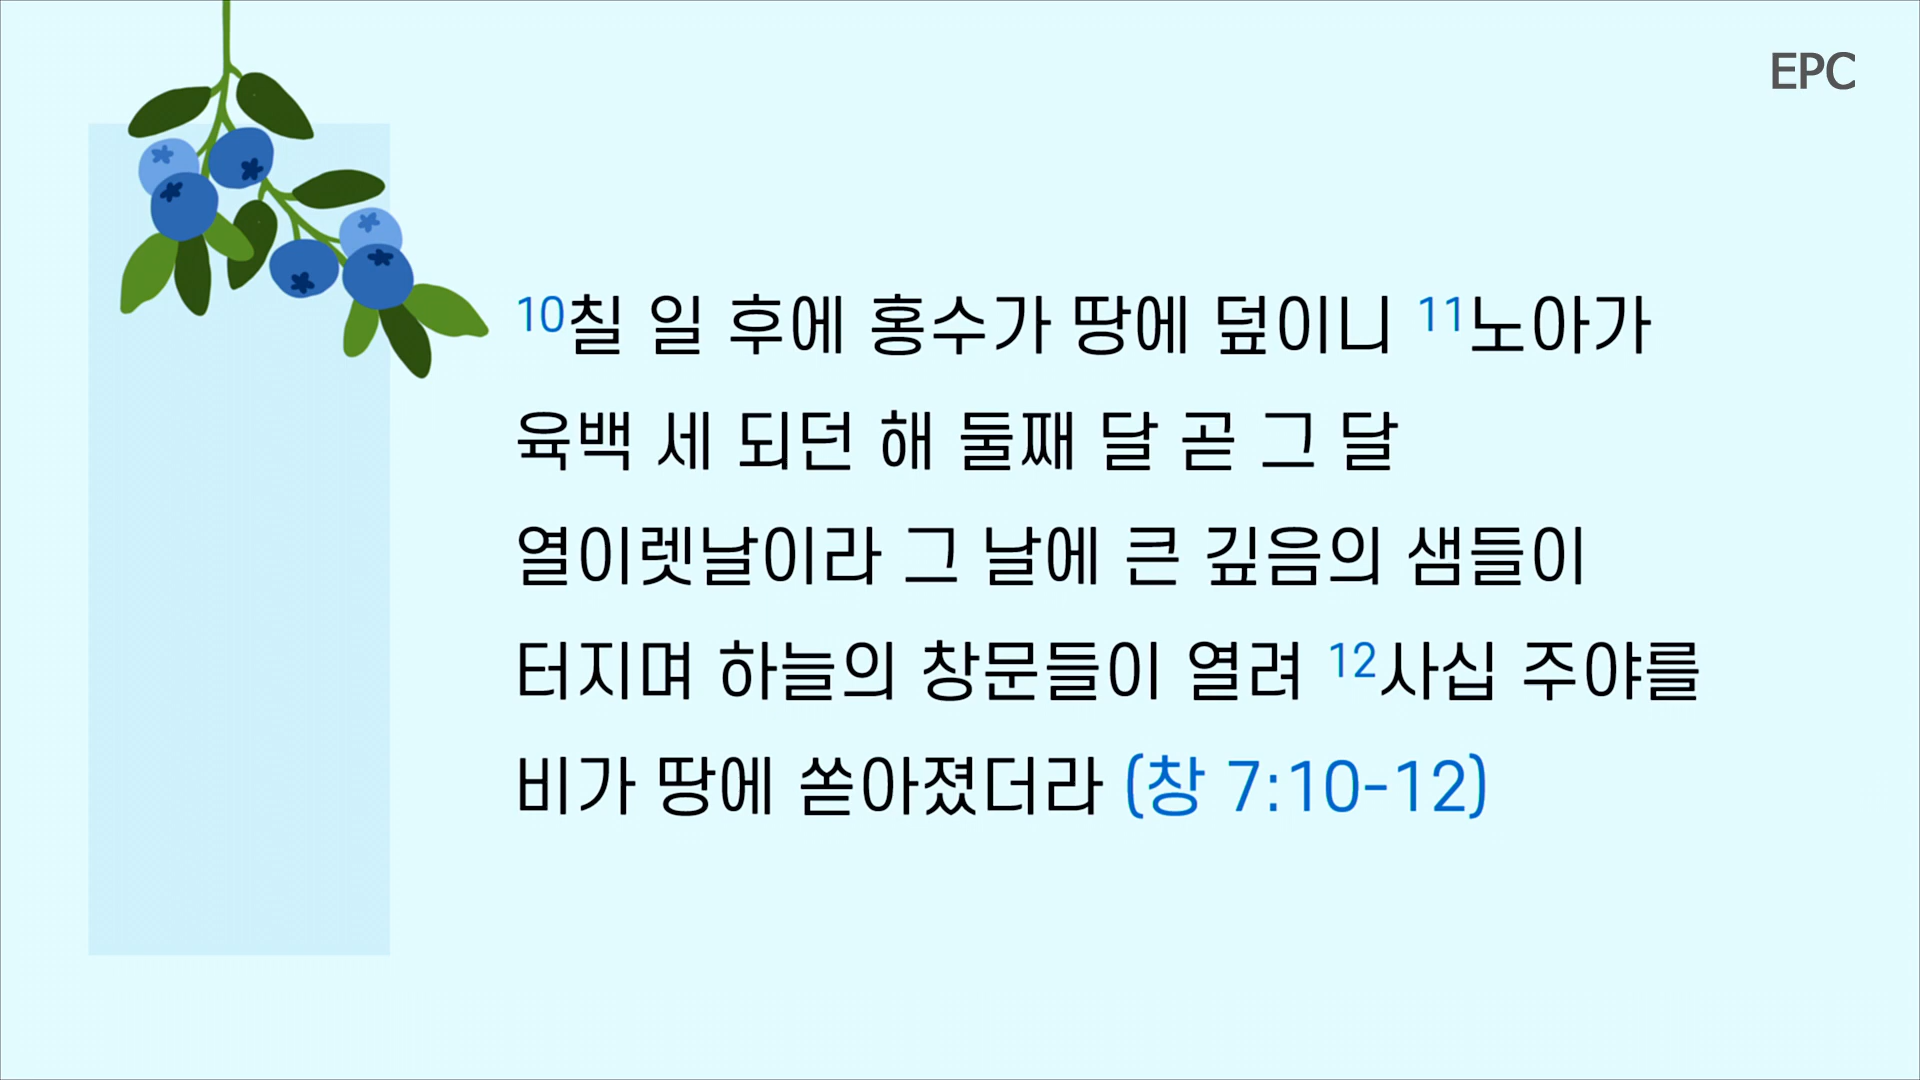 EPC
10칠 일 후에 홍수가 땅에 덮이니 11노아가
육백 세 되던 해 둘째 달 곧 그 달
열이렛날이라 그 날에 큰 깊음의 샘들이
터지며 하늘의 창문들이 열려 12사십 주야를
비가 땅에 쏟아졌더라 (창 7:10-12)